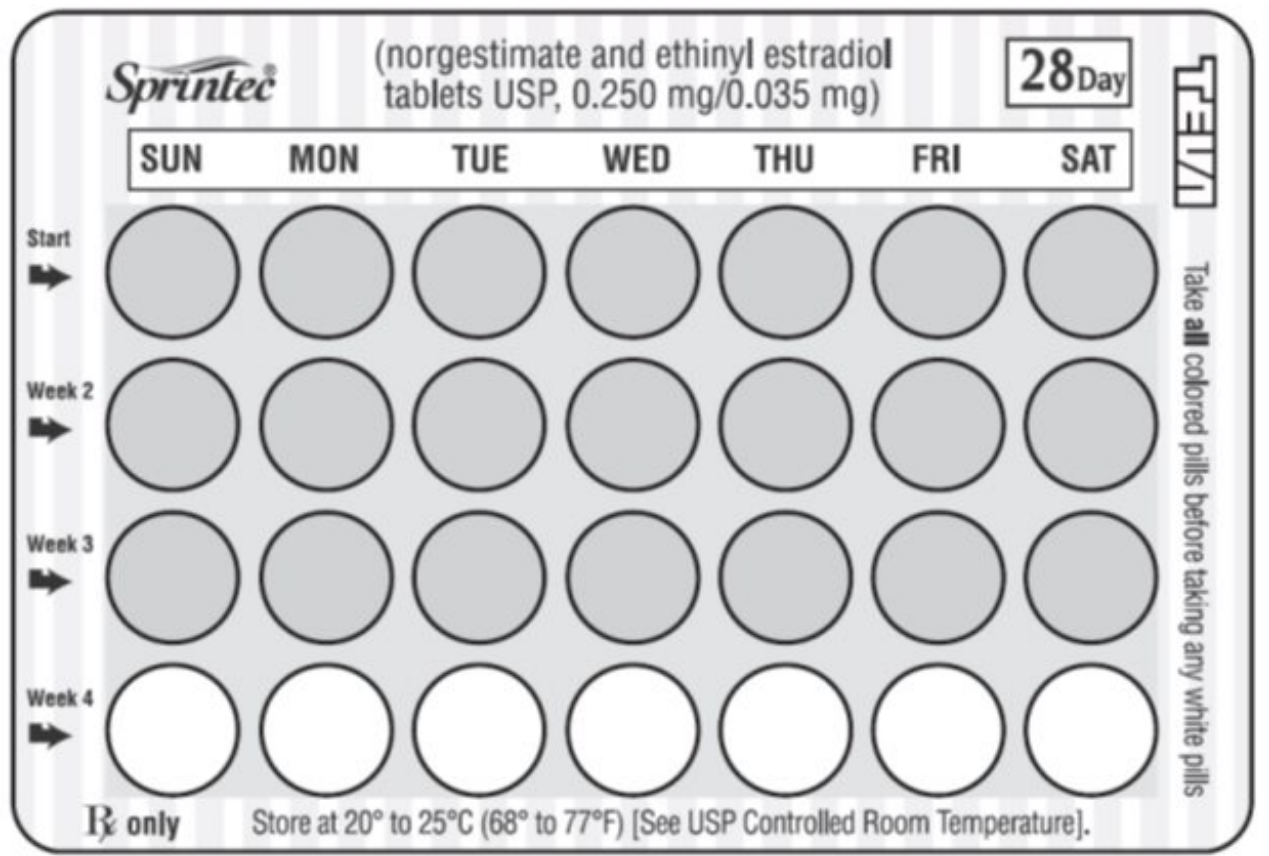 Sprintec®
(norgestimate and ethinyl estradiol
tablets USP, 0.250 mg/0.035 mg)
28 Day
TEVA
SUN MON TUE WED THU FRI SAT
Start
Week 2
Week 3
Week 4
Take all colored pills before taking any white pills
℞ only
Store at 20° to 25°C (68° to 77°F) [See USP Controlled Room Temperature].